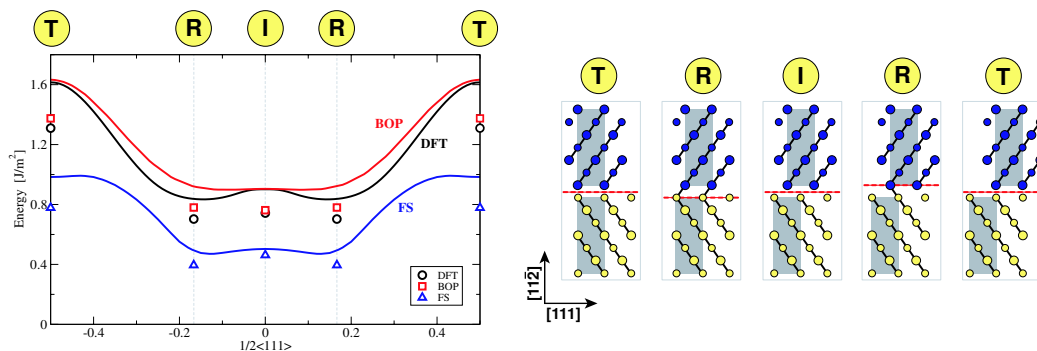 T R I R T
Energy [J/m²]
1.6
1.2
0.8
0.4
0
BOP
DFT
FS
DFT
BOP
FS
-0.4 -0.2 0 0.2 0.4
1/2<111>
T R I R T
[112̄]
[111]